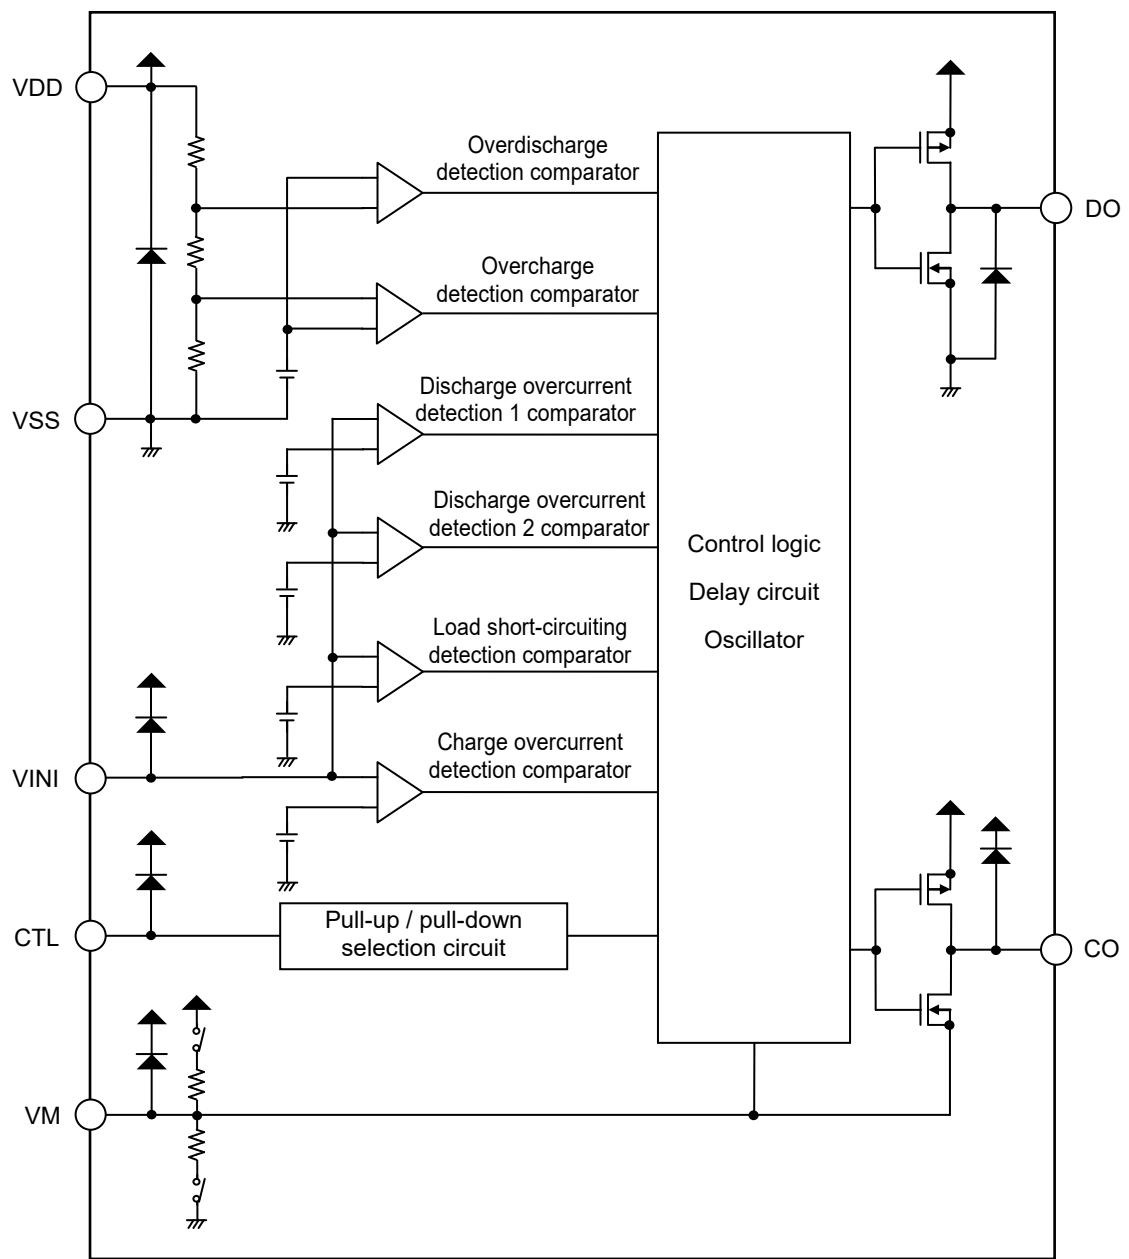 VDD
Overdischarge
detection comparator
DO
Overcharge
detection comparator
Discharge overcurrent
detection 1 comparator
VSS
Discharge overcurrent
detection 2 comparator
Control logic
Delay circuit
Oscillator
Load short-circuiting
detection comparator
Charge overcurrent
detection comparator
VINI
Pull-up / pull-down
selection circuit
CTL
CO
VM